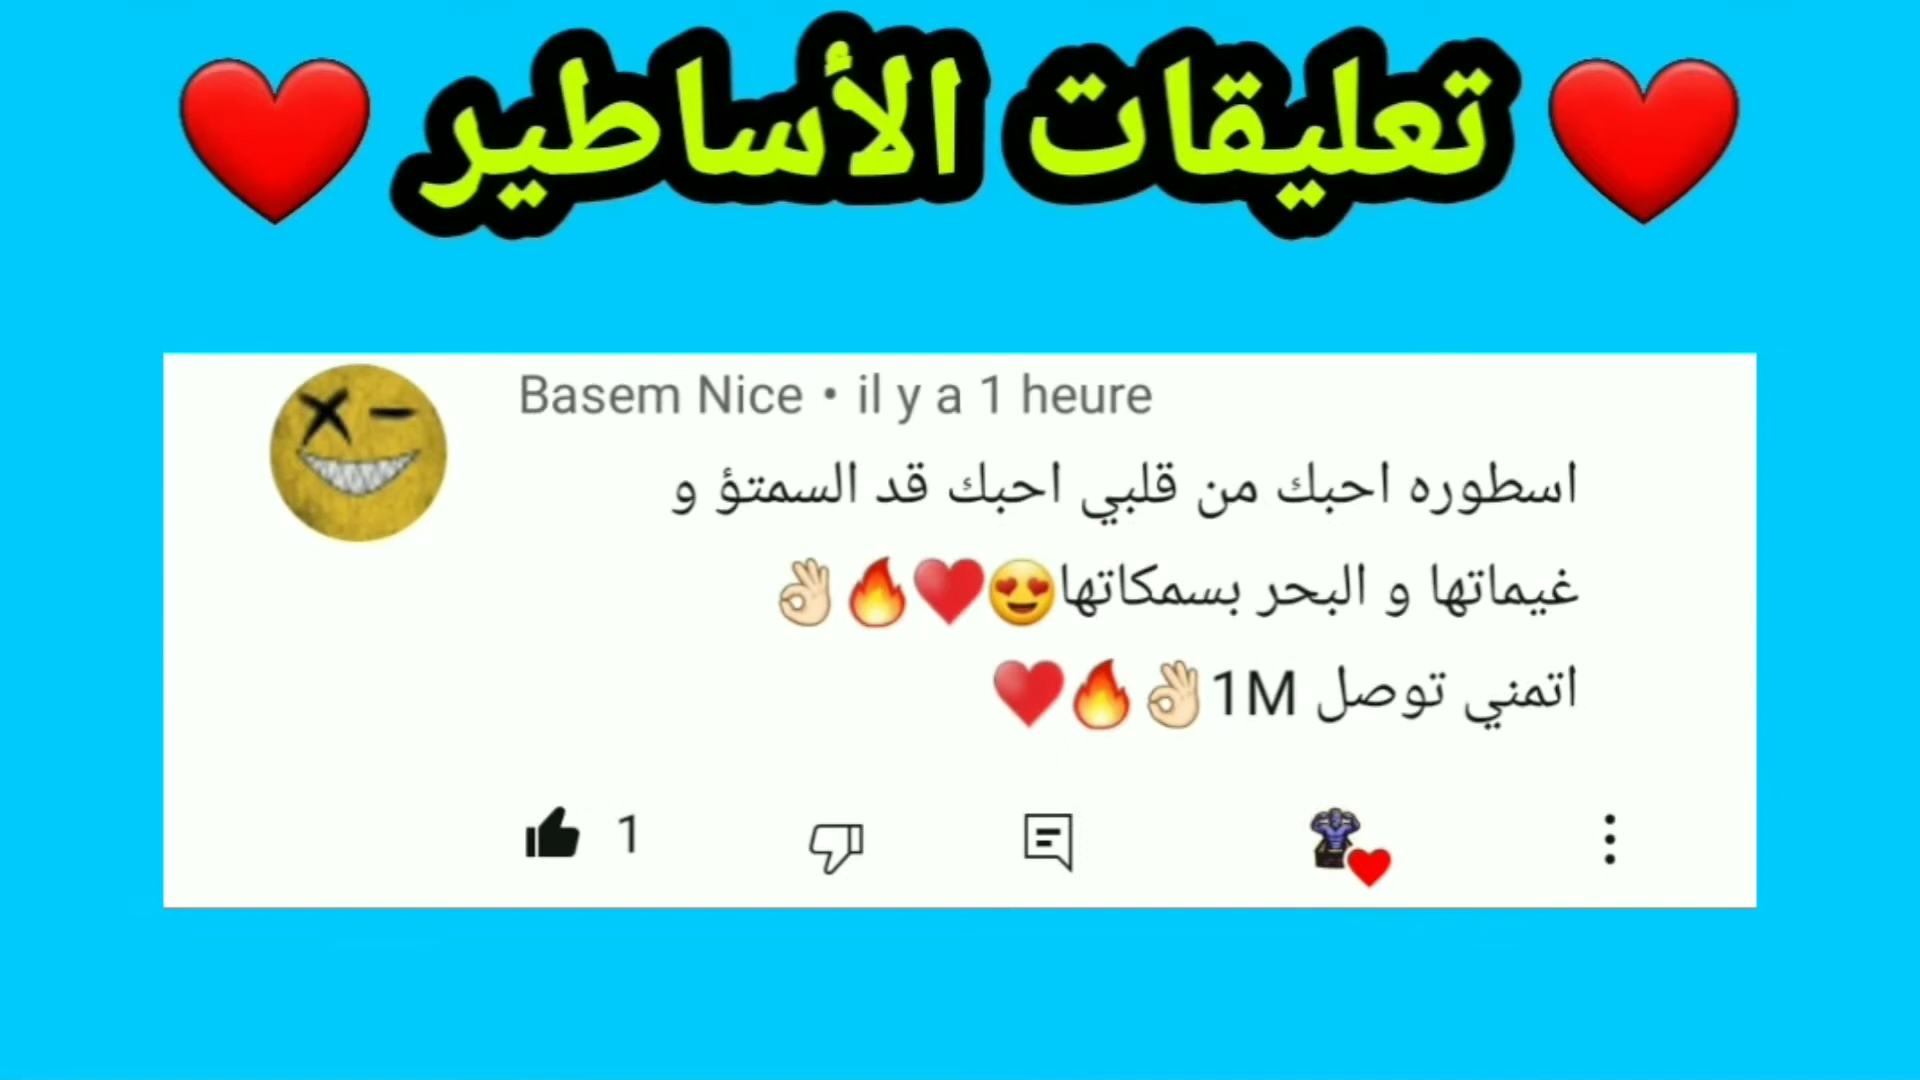 تعليقات الأساطير
Basem Nice • il y a 1 heure
اسطوره احبك من قلبي احبك قد السمتؤ و
غيماتها و البحر بسمكاتها😍♥️🔥👌🏻
اتمني توصل 1M👌🏻🔥♥️
1